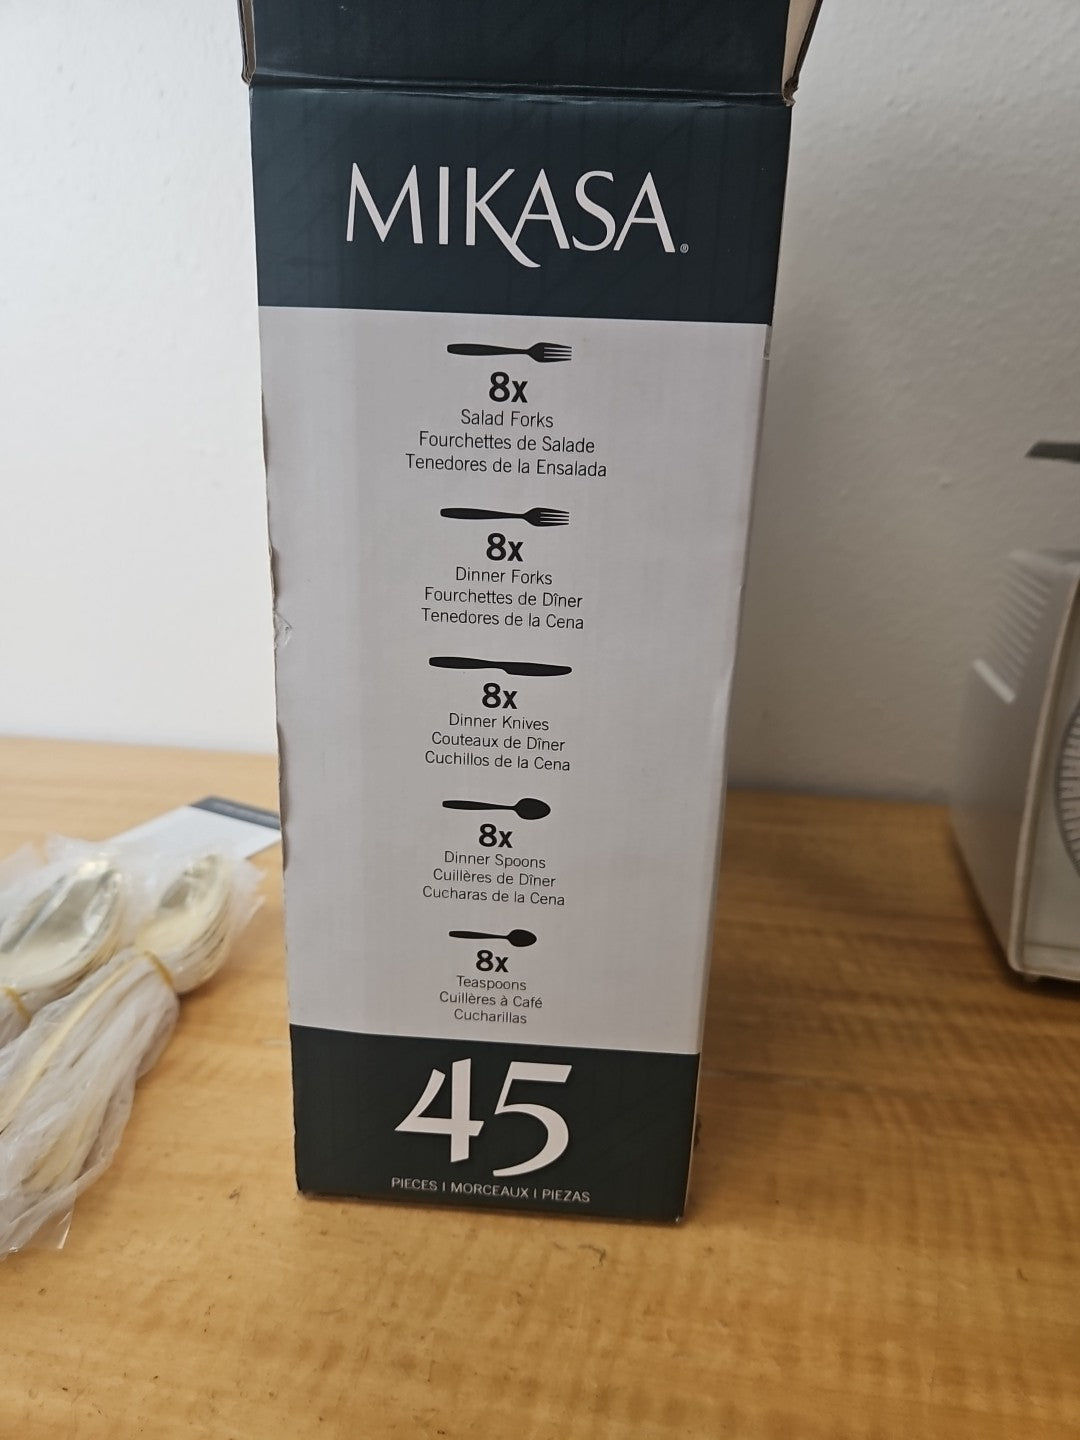 MIKASA®
8x
Salad Forks
Fourchettes de Salade
Tenedores de la Ensalada
8x
Dinner Forks
Fourchettes de Dîner
Tenedores de la Cena
8x
Dinner Knives
Couteaux de Dîner
Cuchillos de la Cena
8x
Dinner Spoons
Cuillères de Dîner
Cucharas de la Cena
8x
Teaspoons
Cuillères à Café
Cucharillas
45
PIECES | MORCEAUX | PIEZAS